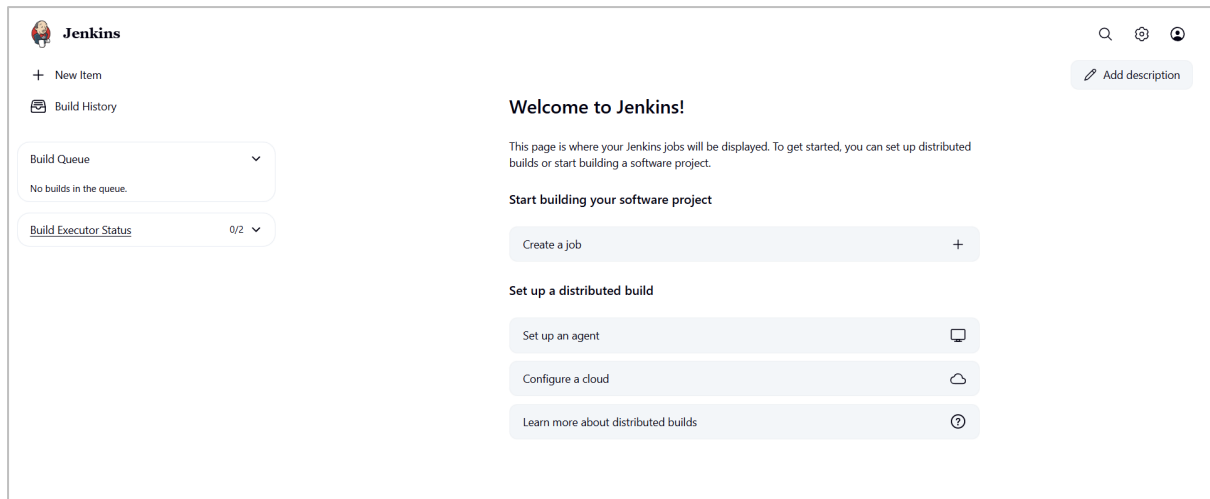 Jenkins
New Item
Add description
Build History
Welcome to Jenkins!
This page is where your Jenkins jobs will be displayed. To get started, you can set up distributed
builds or start building a software project.
Build Queue
No builds in the queue.
Start building your software project
Build Executor Status 0/2
Create a job
Set up a distributed build
Set up an agent
Configure a cloud
Learn more about distributed builds